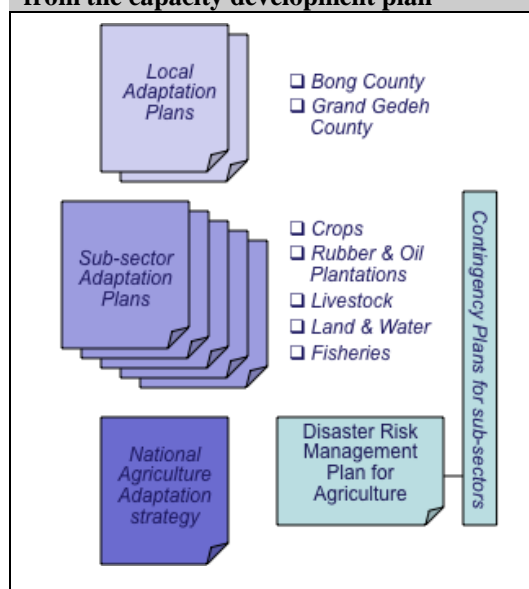 from the capacity development plan
Local
Adaptation
Plans
❑ Bong County
❑ Grand Gedeh
County
Sub-sector
Adaptation
Plans
❑ Crops
❑ Rubber & Oil
Plantations
❑ Livestock
❑ Land & Water
❑ Fisheries
Contingency Plans for sub-sectors
National
Agriculture
Adaptation
strategy
Disaster Risk
Management
Plan for
Agriculture